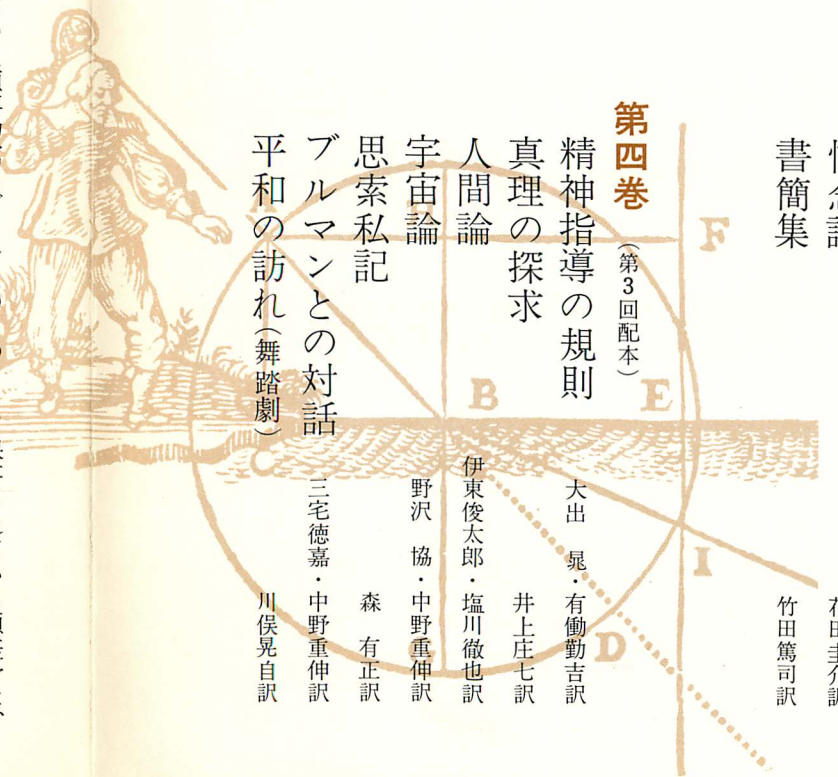 書簡集
竹田篤司訳
第四巻（第3回配本）
精神指導の規則
大出　晁・有働勤吉訳
真理の探求
井上庄七訳
人間論
伊東俊太郎・塩川徹也訳
宇宙論
野沢　協・中野重伸訳
思索私記
森　有正訳
ブルマンとの対話
三宅徳嘉・中野重伸訳
平和の訪れ（舞踏劇）
川俣晃自訳
A
F
B
E
I
D